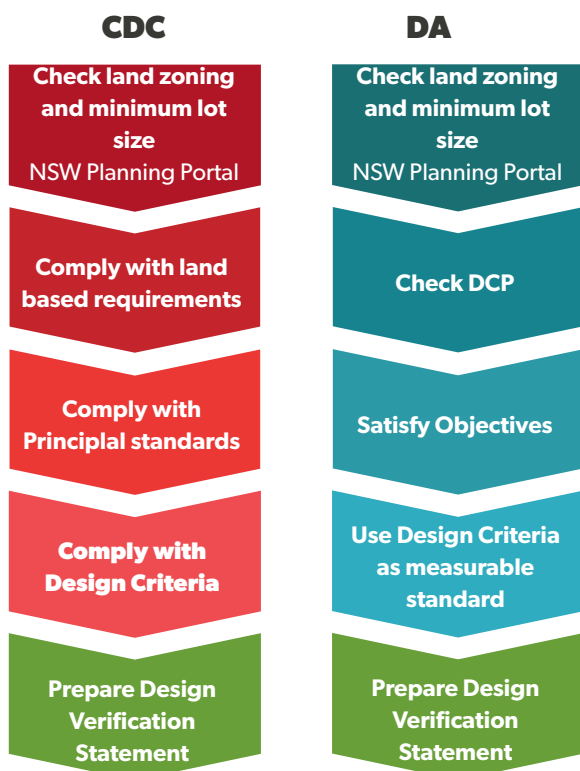 CDC
Check land zoning
and minimum lot
size
NSW Planning Portal
Comply with land
based requirements
Comply with
Principlal standards
Comply with
Design Criteria
Prepare Design
Verification
Statement
DA
Check land zoning
and minimum lot
size
NSW Planning Portal
Check DCP
Satisfy Objectives
Use Design Criteria
as measurable
standard
Prepare Design
Verification
Statement